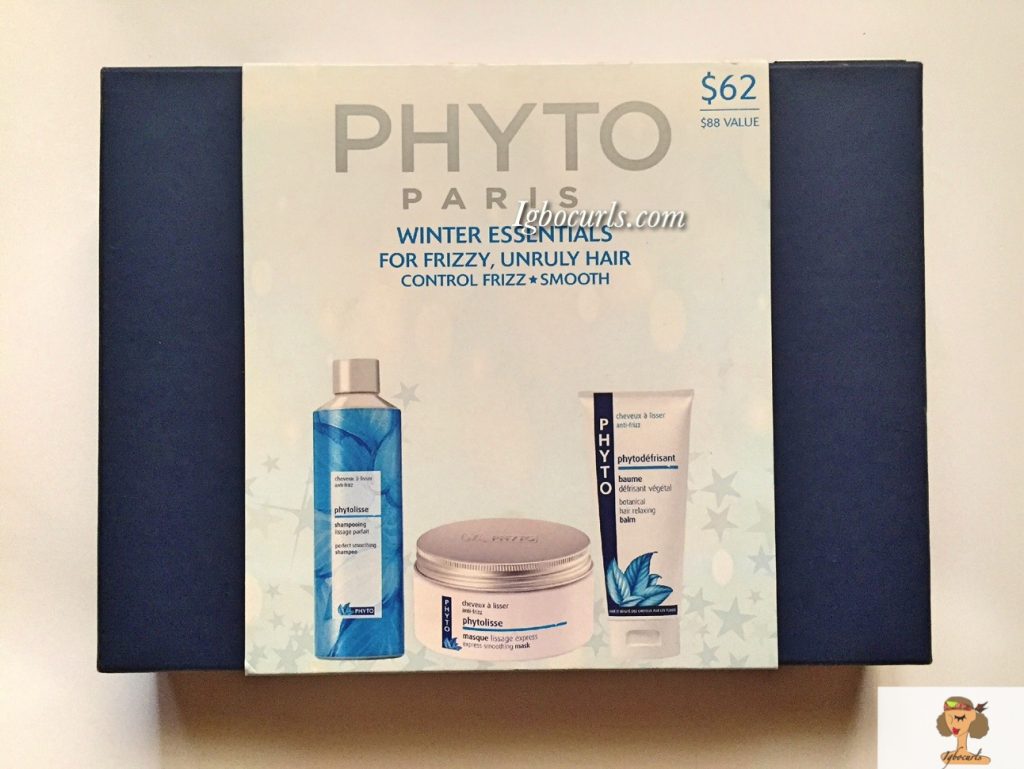 $62
$88 VALUE
PHYTO
PARIS
Igbocurls.com
WINTER ESSENTIALS
FOR FRIZZY, UNRULY HAIR
CONTROL FRIZZ★SMOOTH
cheveux à lisser
anti-frizz
phytolisse
shampooing
lissage parfait
perfect smoothing
shampoo
PHYTO
PHYTO
cheveux à lisser
anti-frizz
phytolisse
masque lissage express
express smoothing mask
PHYTO
cheveux à lisser
anti-frizz
phytodéfrisant
baume
défrisant végétal
botanical
hair relaxing
balm
Igbocurls